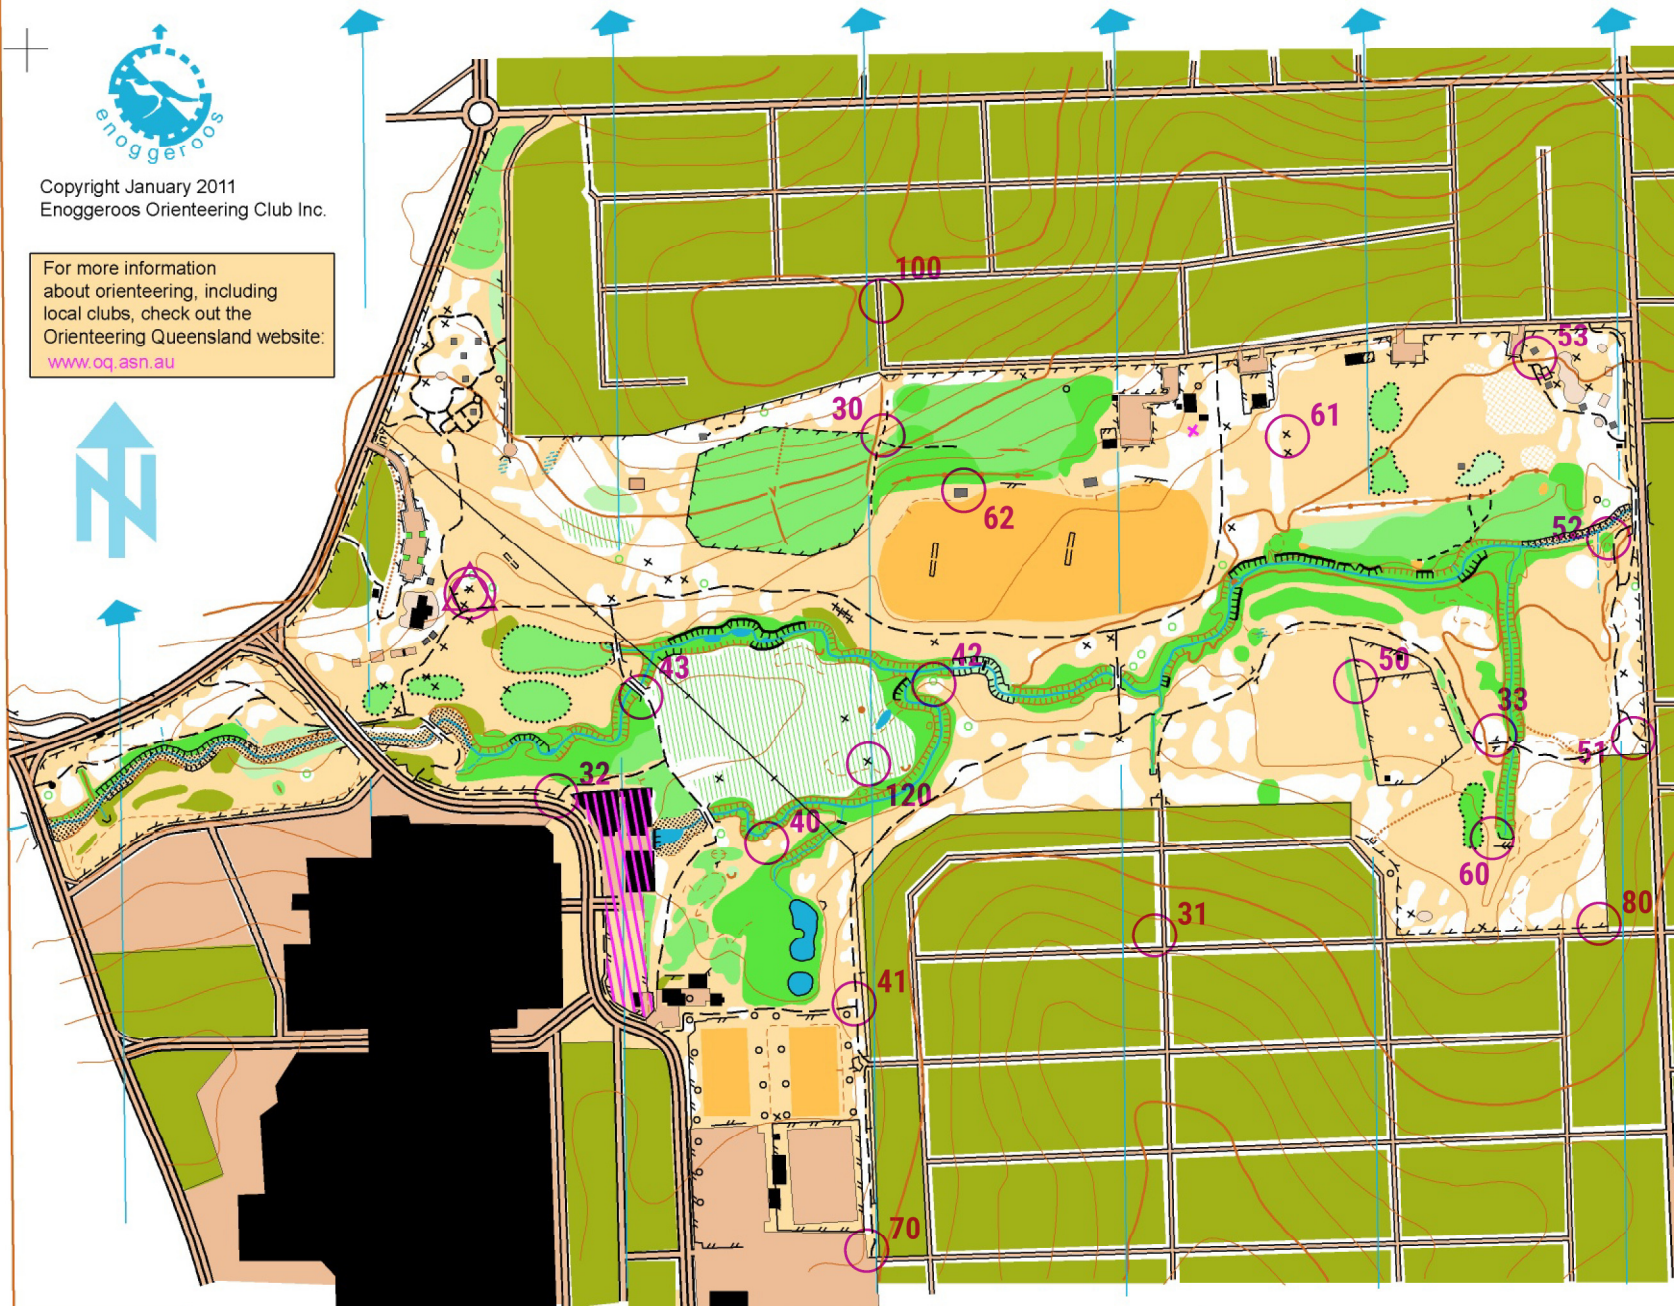 enoggeroos
Copyright January 2011
Enoggeroos Orienteering Club Inc.
For more information
about orienteering, including
local clubs, check out the
Orienteering Queensland website:
www.oq.asn.au
N
100
53
30
61
62
52
42
43
50
33
51
32
120
40
60
80
31
41
70